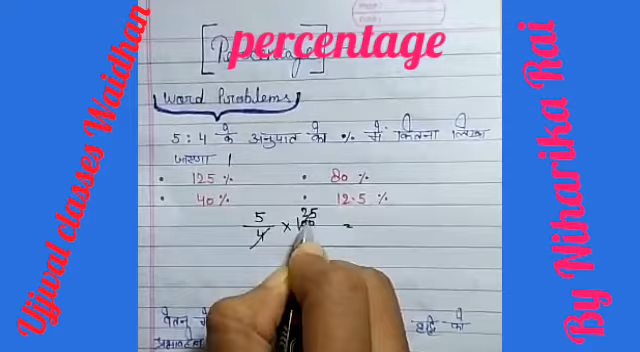 Ujjwal classes Waidhan
percentage
[Percentage]
Word Problems
5 : 4 के अनुपात को % में कितना लिखा
जाएगा ।
• 125 % • 80 %
• 40 % • 12.5 %
5/4 × 100 25 =
By Niharika Rai